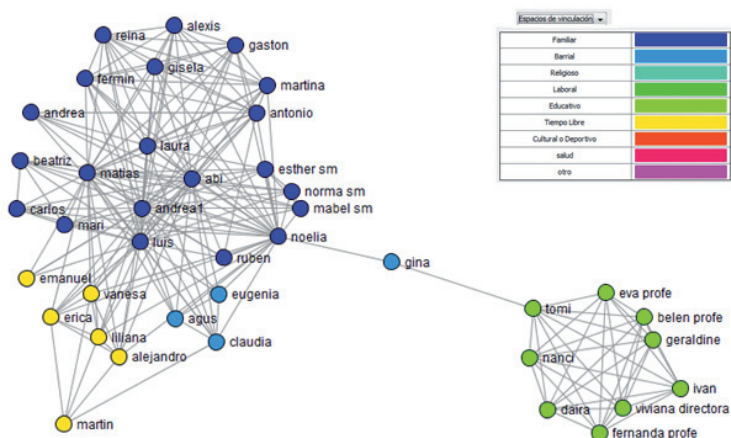 Espacios de vinculación
Familiar
Barrial
Religioso
Laboral
Educativo
Tiempo Libre
Cultural o Deportivo
salud
otro
reina
alexis
gaston
fermin
gisela
martina
andrea
antonio
laura
beatriz
matias
abi
esther sm
norma sm
carlos
mari
andrea1
mabel sm
luis
noelia
ruben
gina
emanuel
vanesa
eugenia
erica
agus
liliana
claudia
alejandro
martin
eva profe
tomi
belen profe
geraldine
nanci
ivan
daira
viviana directora
fernanda profe